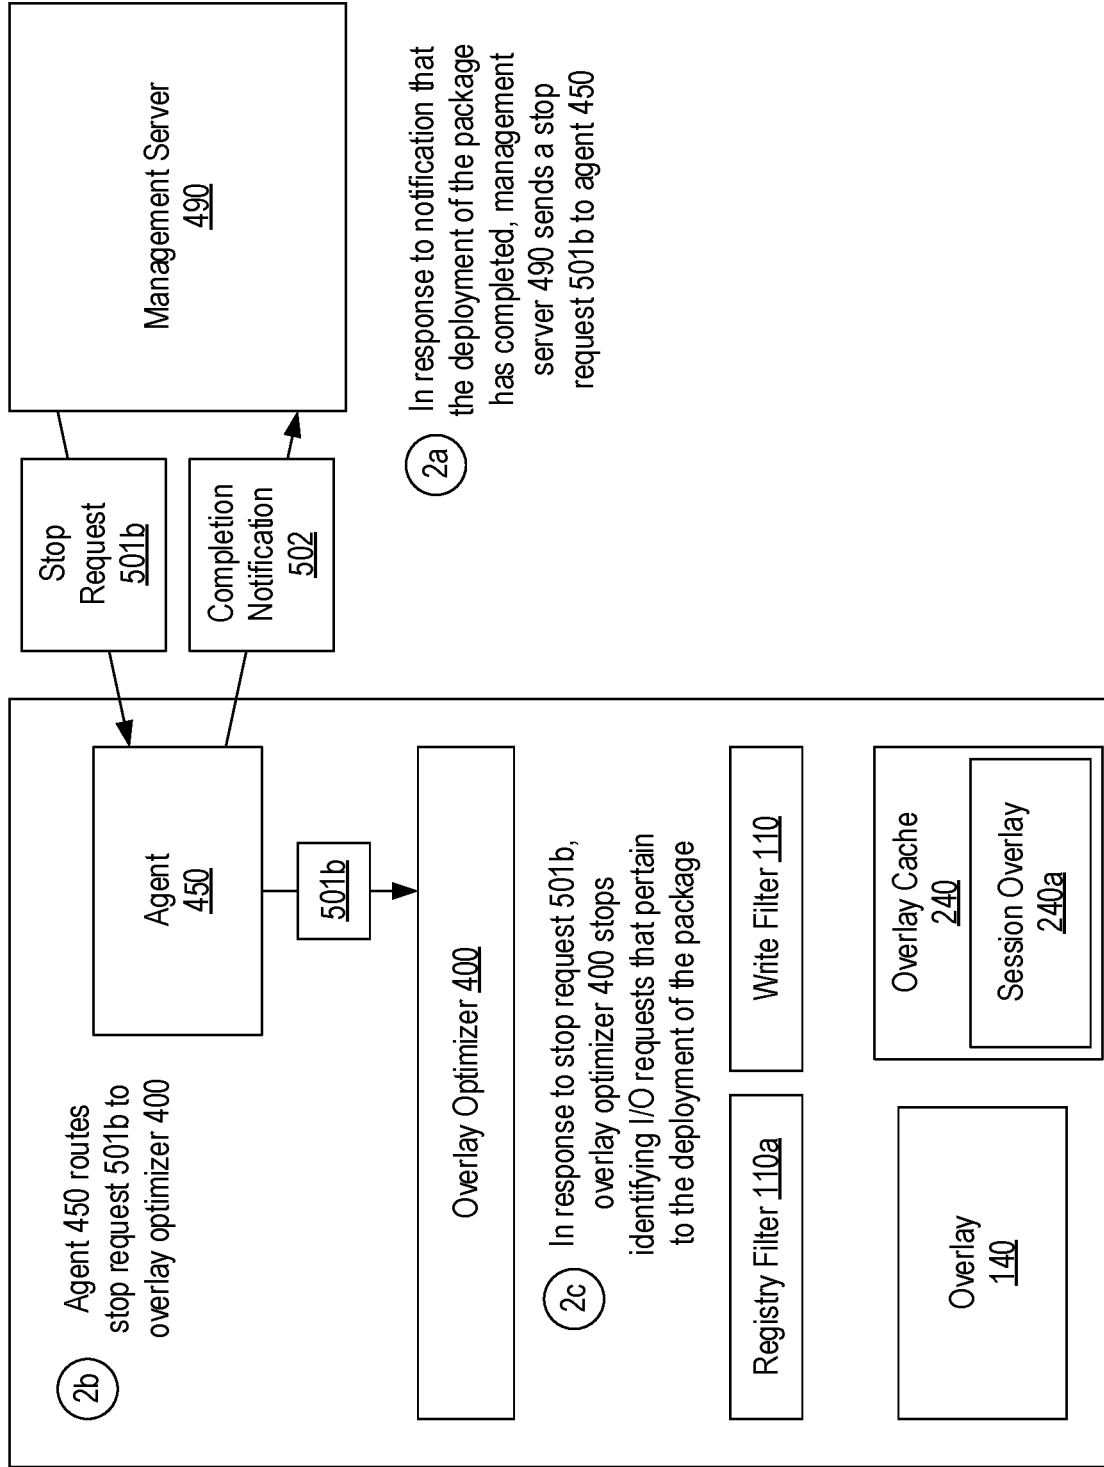 Management Server
490
Stop
Request
501b
Completion
Notification
502
2a
In response to notification that
the deployment of the package
has completed, management
server 490 sends a stop
request 501b to agent 450
2b
Agent 450 routes
stop request 501b to
overlay optimizer 400
Agent
450
501b
Overlay Optimizer 400
2c
In response to stop request 501b,
overlay optimizer 400 stops
identifying I/O requests that pertain
to the deployment of the package
Registry Filter 110a
Write Filter 110
Overlay
140
Overlay Cache
240
Session Overlay
240a